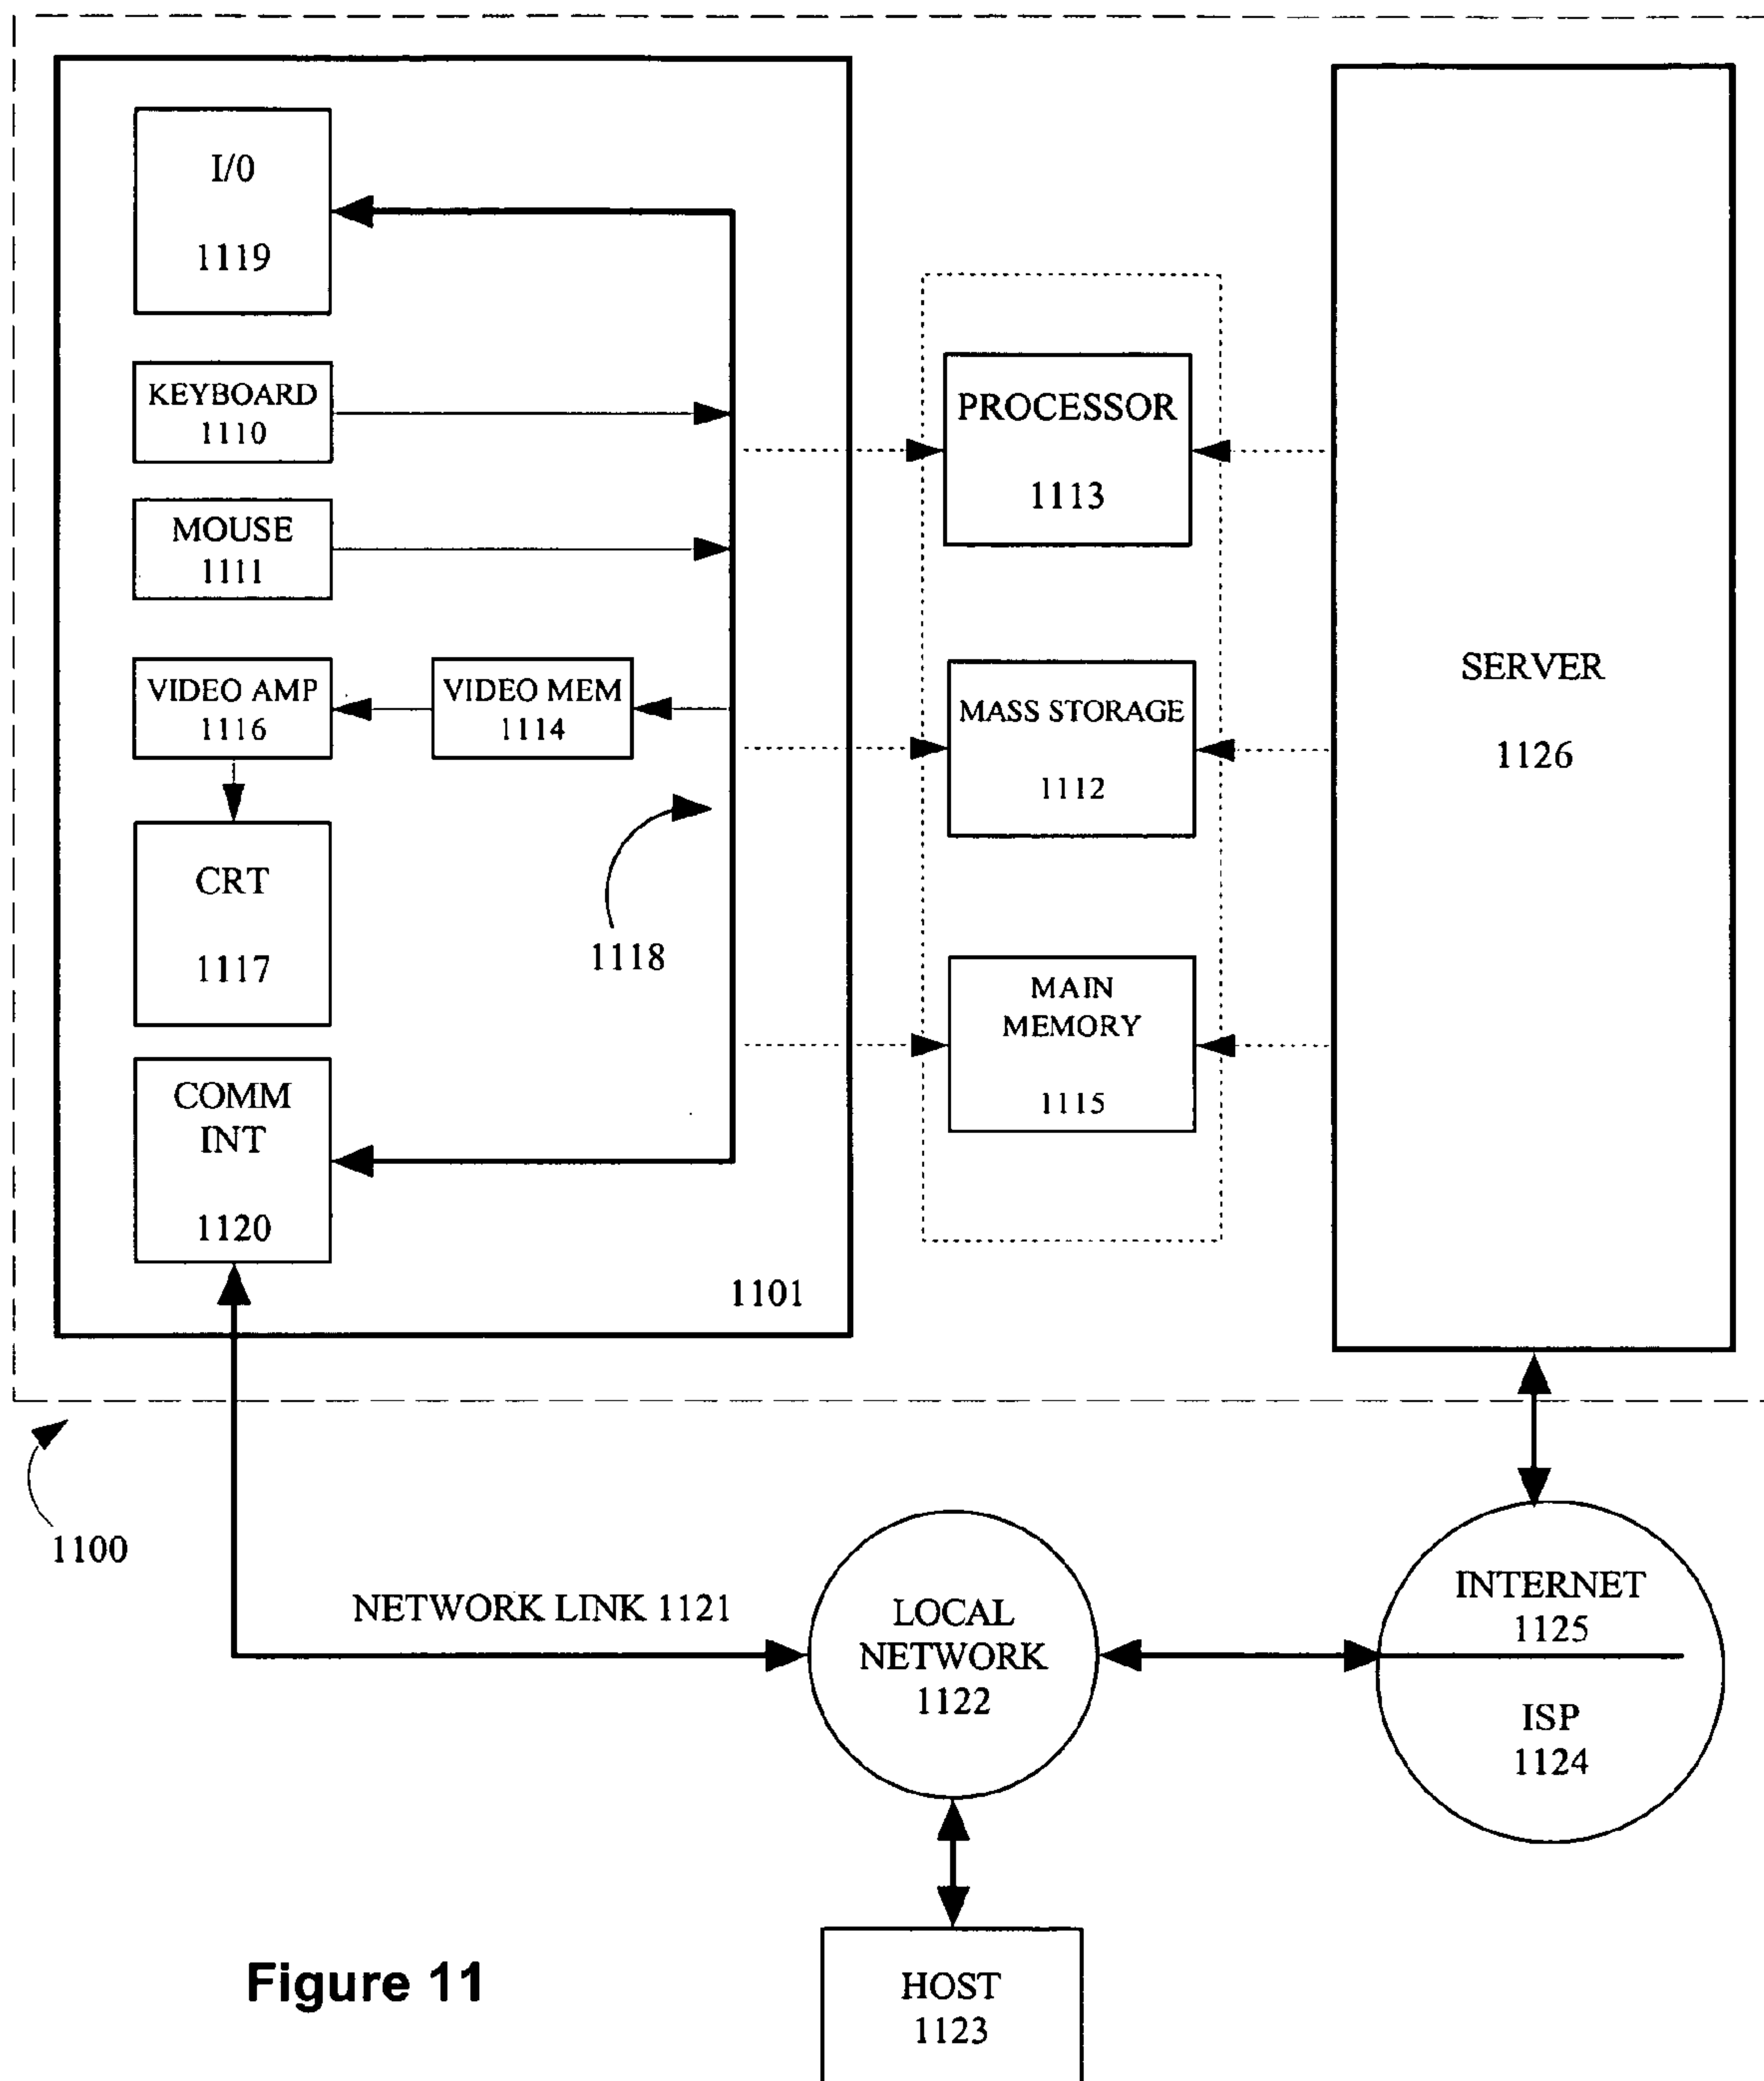 I/0
1119
KEYBOARD
1110
MOUSE
1111
VIDEO AMP
1116
VIDEO MEM
1114
CRT
1117
1118
COMM
INT
1120
1101
PROCESSOR
1113
MASS STORAGE
1112
MAIN
MEMORY
1115
SERVER
1126
1100
NETWORK LINK 1121
LOCAL
NETWORK
1122
INTERNET
1125
ISP
1124
HOST
1123
Figure 11